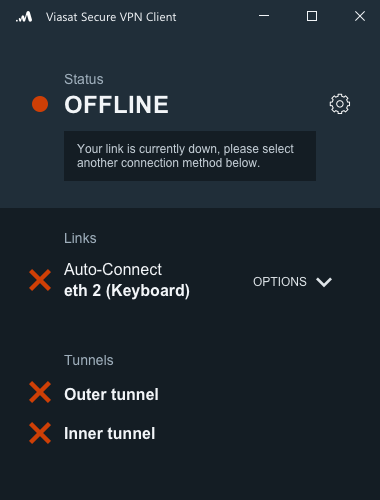 Viasat Secure VPN Client
Status
OFFLINE
Your link is currently down, please select
another connection method below.
Links
Auto-Connect
eth 2 (Keyboard)
OPTIONS
Tunnels
Outer tunnel
Inner tunnel